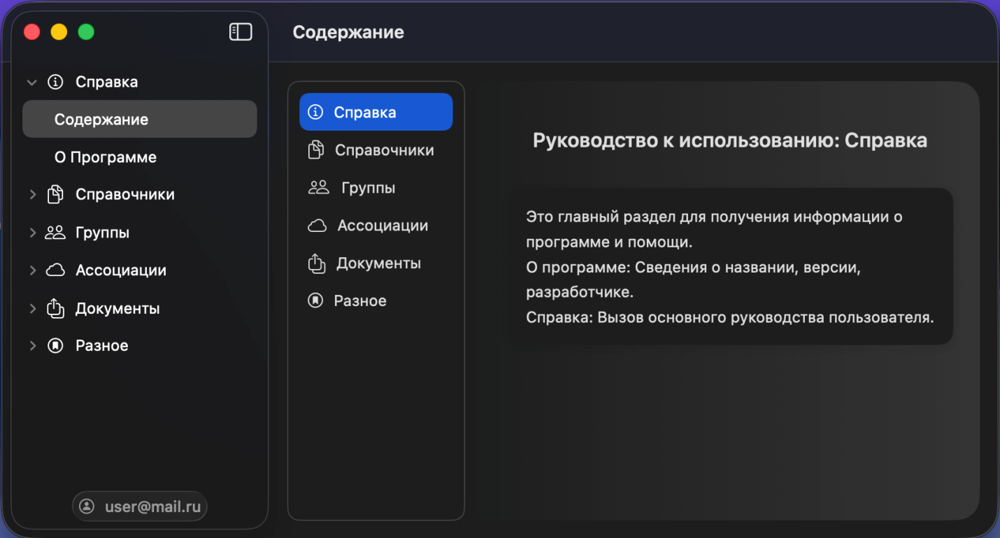 Содержание
Справка
Содержание
О Программе
Справочники
Группы
Ассоциации
Документы
Разное
user@mail.ru
Справка
Справочники
Группы
Ассоциации
Документы
Разное
Руководство к использованию: Справка
Это главный раздел для получения информации о
программе и помощи.
О программе: Сведения о названии, версии,
разработчике.
Справка: Вызов основного руководства пользователя.